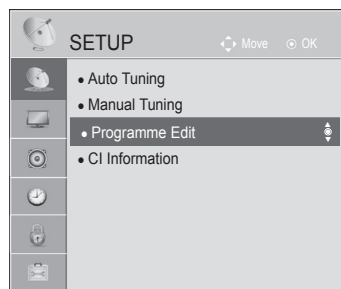 SETUP
Move OK
• Auto Tuning
• Manual Tuning
• Programme Edit
• CI Information